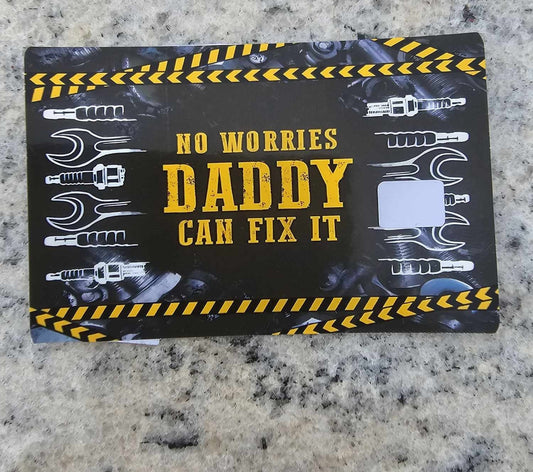 NO WORRIES
DADDY
CAN FIX IT